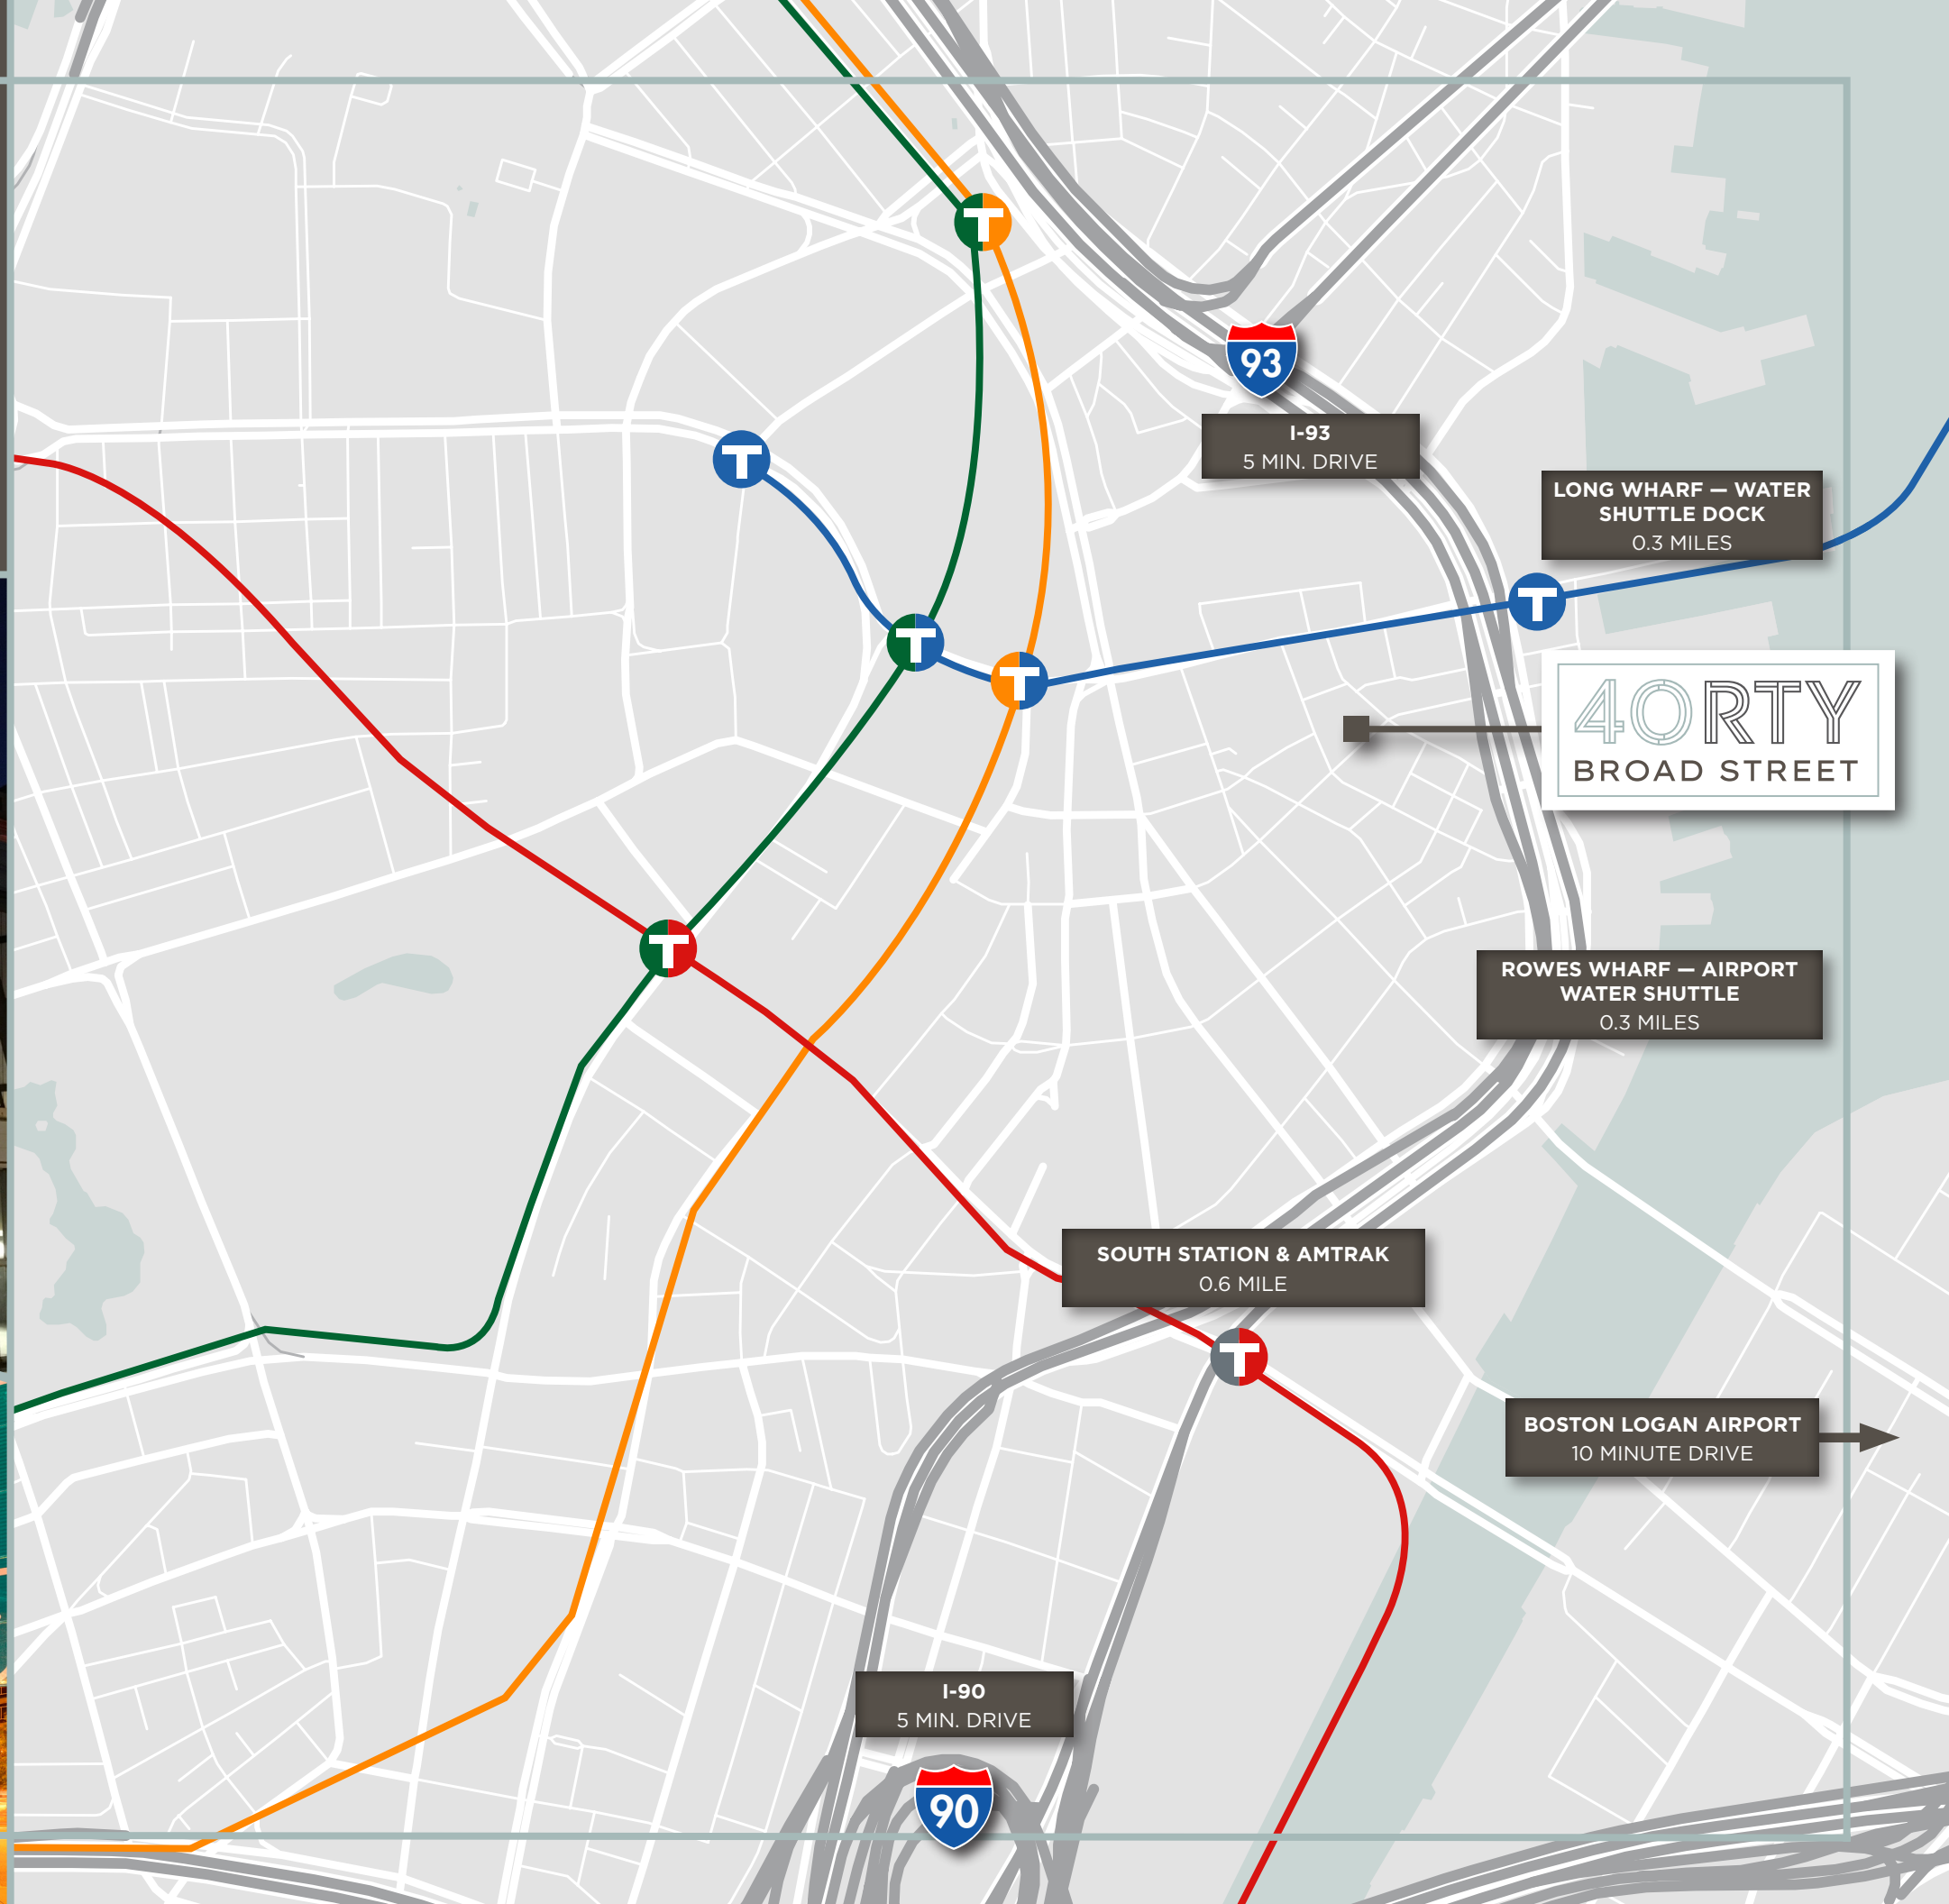 T
93
I-93
5 MIN. DRIVE
T
LONG WHARF — WATER
SHUTTLE DOCK
0.3 MILES
T
T
T
40RTY
BROAD STREET
T
ROWES WHARF — AIRPORT
WATER SHUTTLE
0.3 MILES
SOUTH STATION & AMTRAK
0.6 MILE
T
BOSTON LOGAN AIRPORT
10 MINUTE DRIVE
I-90
5 MIN. DRIVE
90